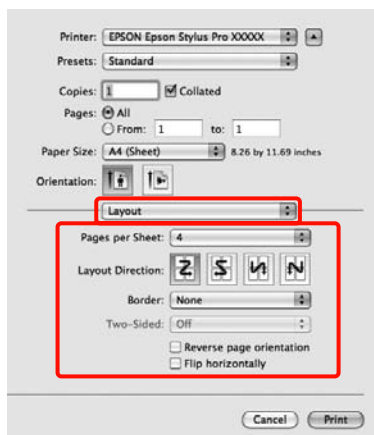 Printer: EPSON Epson Stylus Pro XXXXX
Presets: Standard
Copies: 1 Collated
Pages: All
From: 1 to: 1
Paper Size: A4 (Sheet) 8.26 by 11.69 inches
Orientation:
Layout
Pages per Sheet: 4
Layout Direction:
Border: None
Two-Sided: Off
Reverse page orientation
Flip horizontally
Cancel Print